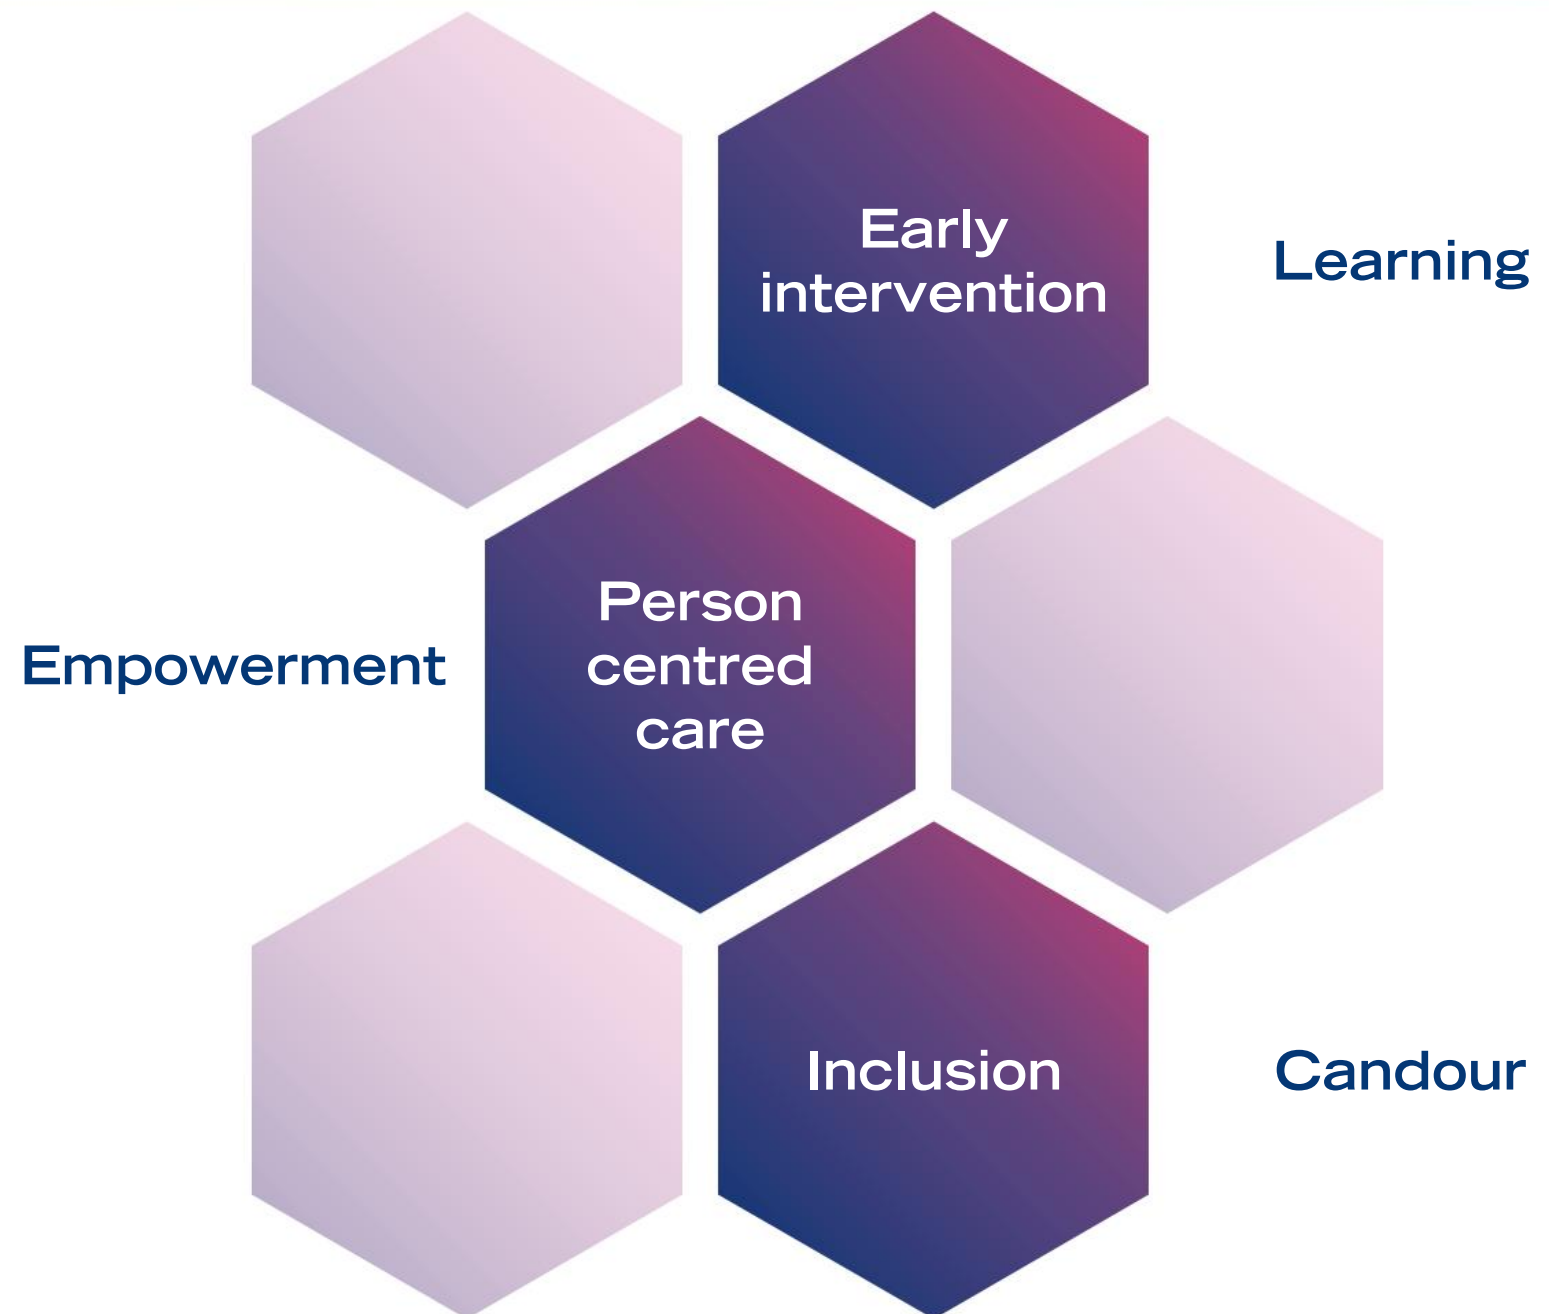 Early
intervention
Learning
Empowerment
Person
centred
care
Inclusion
Candour